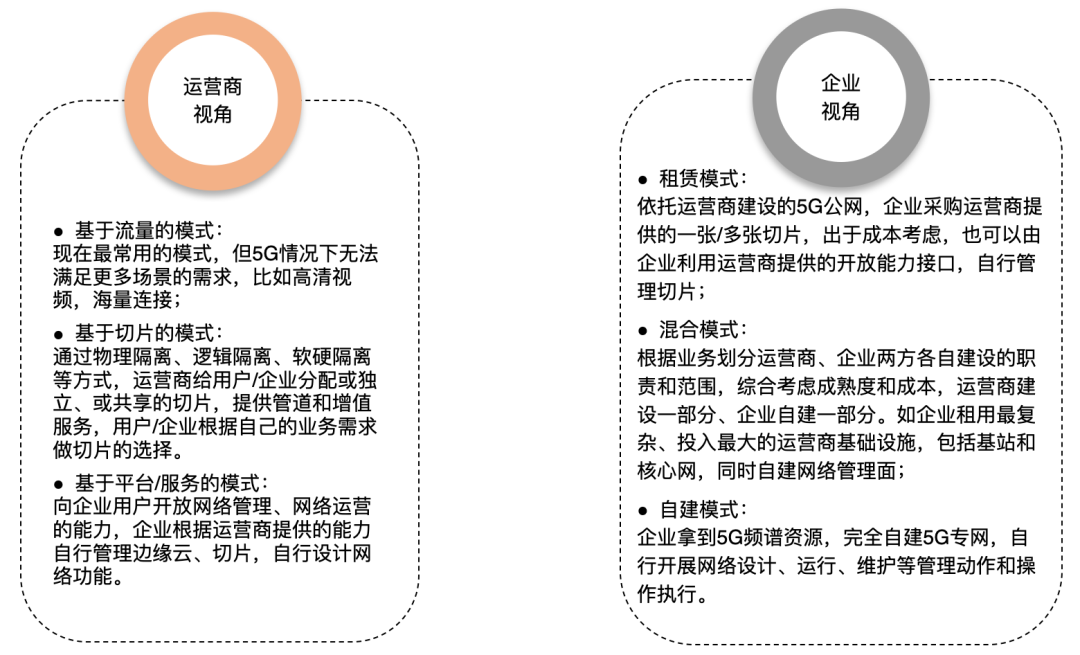 运营商
视角
● 基于流量的模式：
现在最常用的模式，但5G情况下无法
满足更多场景的需求，比如高清视
频，海量连接；
● 基于切片的模式：
通过物理隔离、逻辑隔离、软硬隔离
等方式，运营商给用户/企业分配或独
立、或共享的切片，提供管道和增值
服务，用户/企业根据自己的业务需求
做切片的选择。
● 基于平台/服务的模式：
向企业用户开放网络管理、网络运营
的能力，企业根据运营商提供的能力
自行管理边缘云、切片，自行设计网
络功能。
企业
视角
● 租赁模式：
依托运营商建设的5G公网，企业采购运营商提
供的一张/多张切片，出于成本考虑，也可以由
企业利用运营商提供的开放能力接口，自行管
理切片；
● 混合模式：
根据业务划分运营商、企业两方各自建设的职
责和范围，综合考虑成熟度和成本，运营商建
设一部分、企业自建一部分。如企业租用最复
杂、投入最大的运营商基础设施，包括基站和
核心网，同时自建网络管理面；
● 自建模式：
企业拿到5G频谱资源，完全自建5G专网，自
行开展网络设计、运行、维护等管理动作和操
作执行。